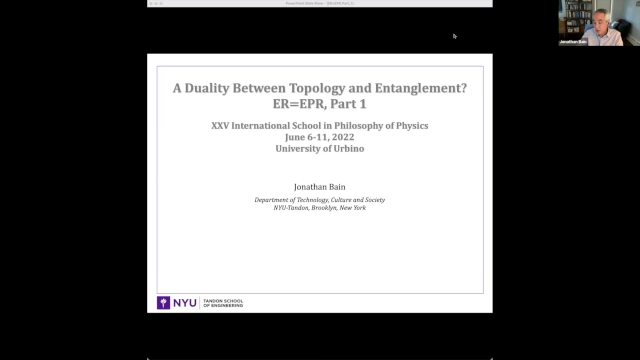 A Duality Between Topology and Entanglement?
ER=EPR, Part 1
XXV International School in Philosophy of Physics
June 6-11, 2022
University of Urbino
Jonathan Bain
Department of Technology, Culture and Society
NYU-Tandon, Brooklyn, New York
NYU
TANDON SCHOOL
OF ENGINEERING
Jonathan Bain